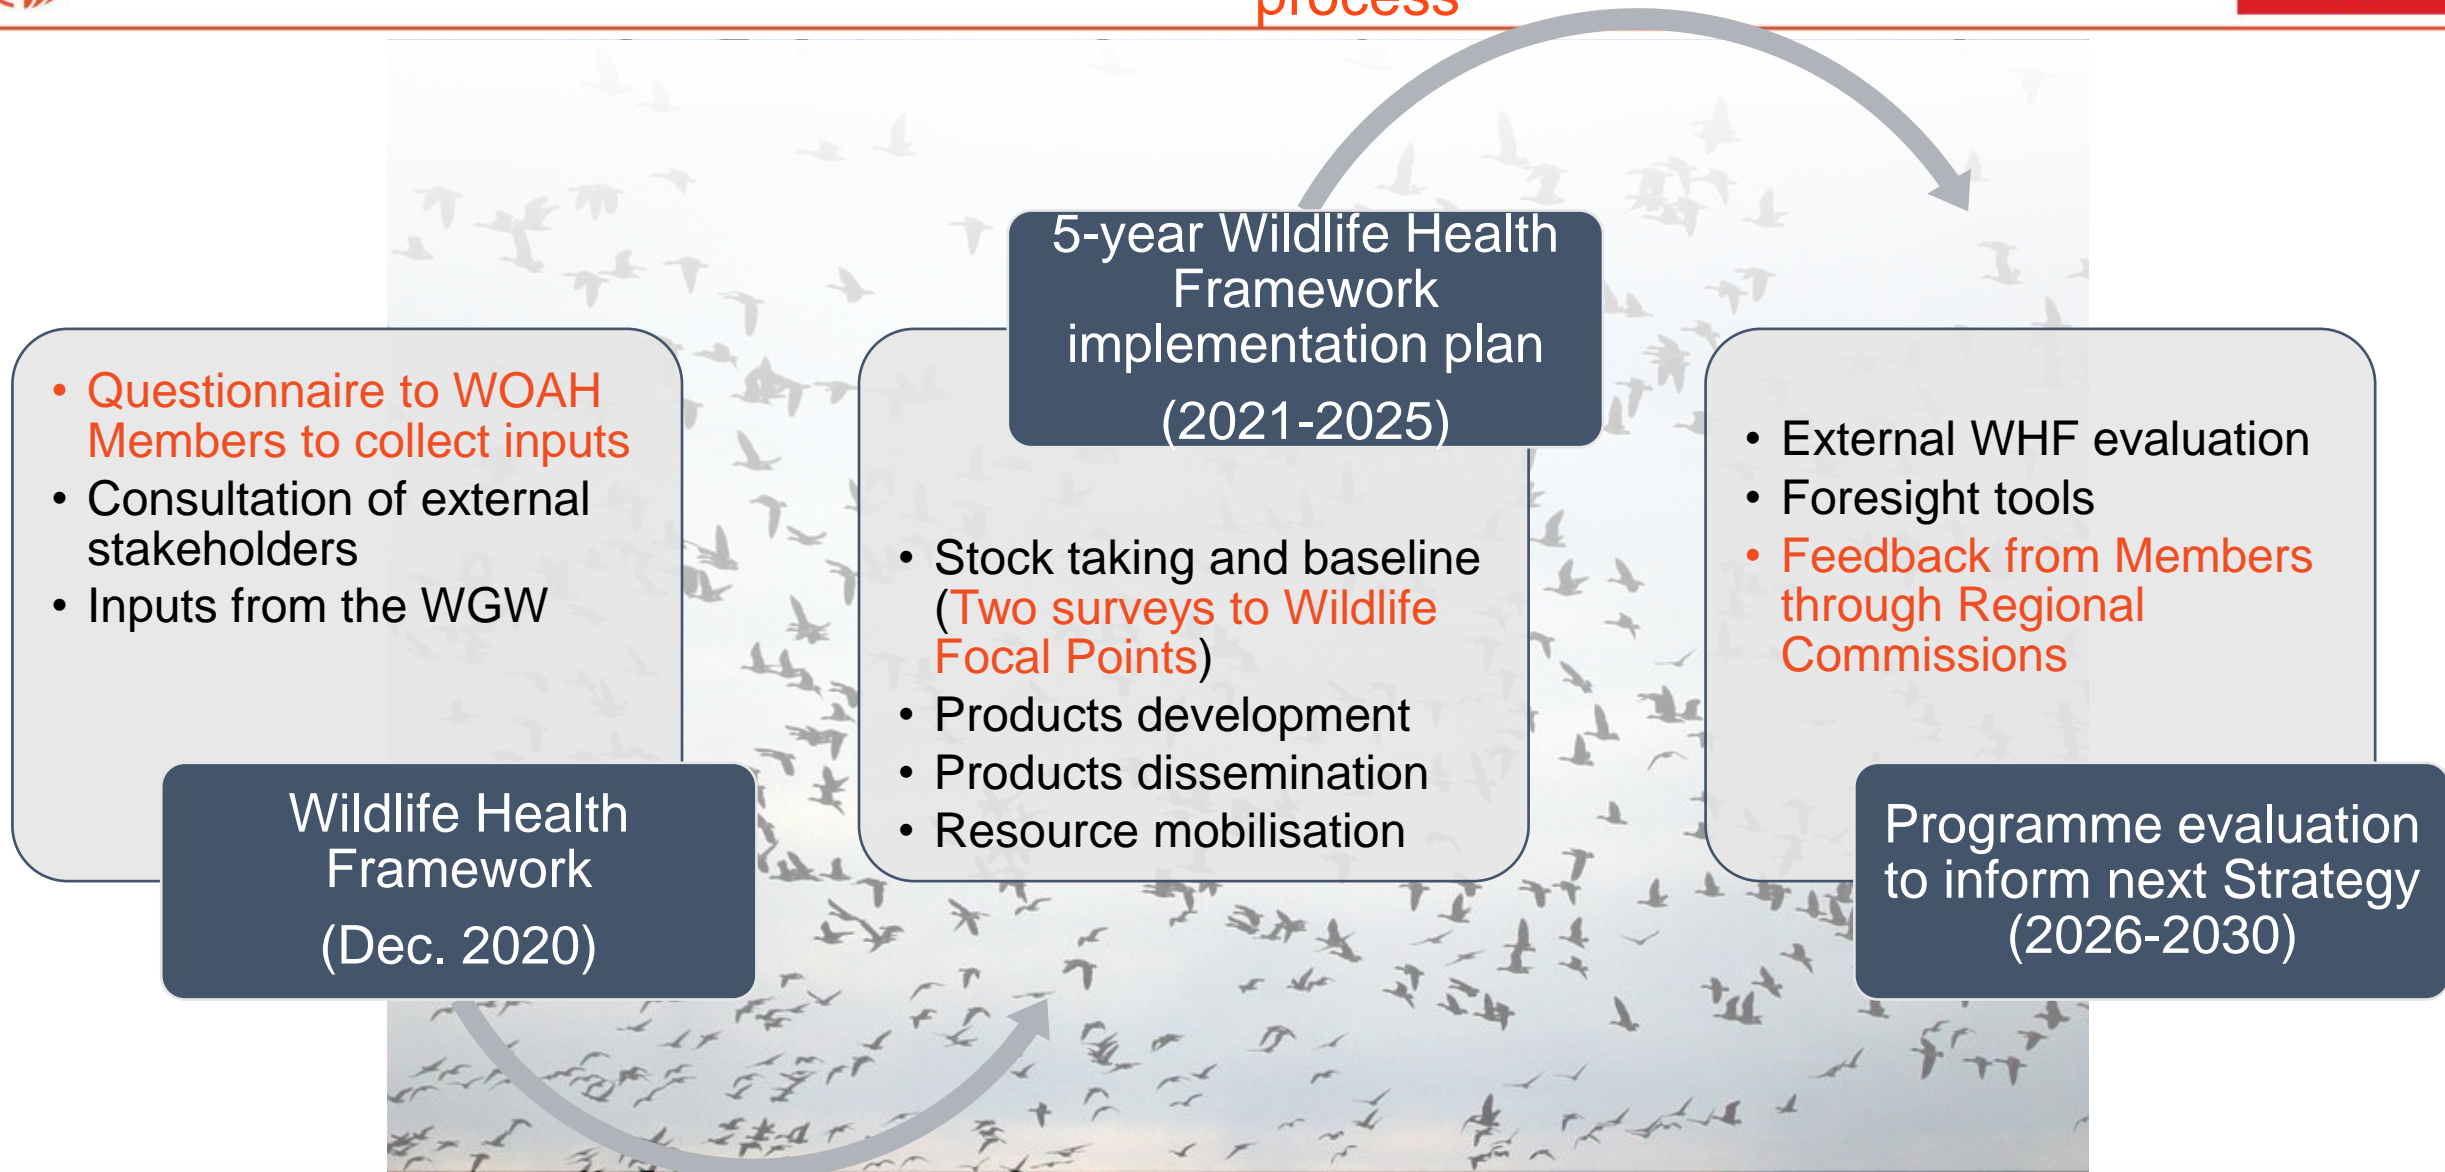 process
• Questionnaire to WOAH
Members to collect inputs
• Consultation of external
stakeholders
• Inputs from the WGW
Wildlife Health
Framework
(Dec. 2020)
5-year Wildlife Health
Framework
implementation plan
(2021-2025)
• Stock taking and baseline
(Two surveys to Wildlife
Focal Points)
• Products development
• Products dissemination
• Resource mobilisation
• External WHF evaluation
• Foresight tools
• Feedback from Members
through Regional
Commissions
Programme evaluation
to inform next Strategy
(2026-2030)